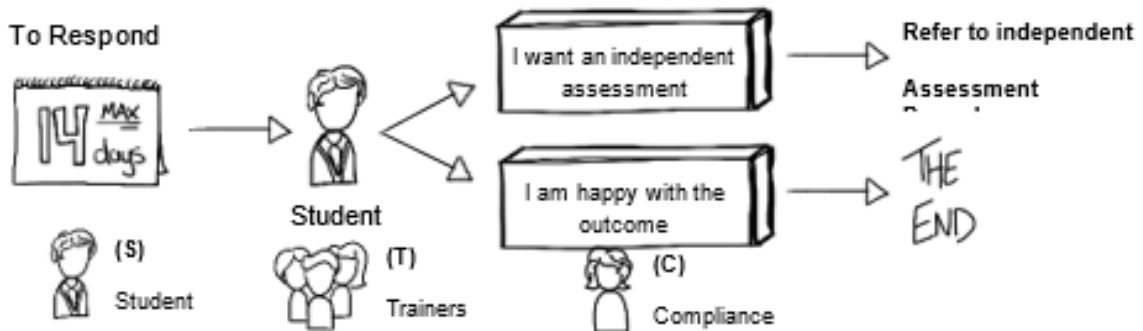 To Respond
14 MAX days
Student
I want an independent
assessment
Refer to independent
Assessment
I am happy with the
outcome
THE
END
(S)
Student
(T)
Trainers
(C)
Compliance